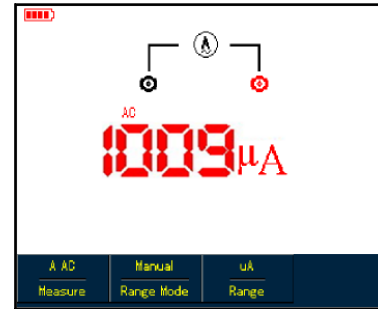 AC
1009μA
A AC Manual uA
Measure Range Mode Range